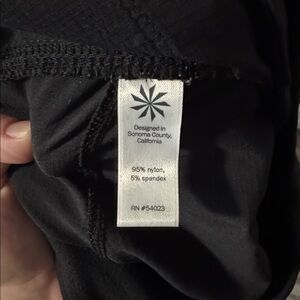 Designed in
Sonoma County,
California
95% nylon,
5% spandex
RN #54023